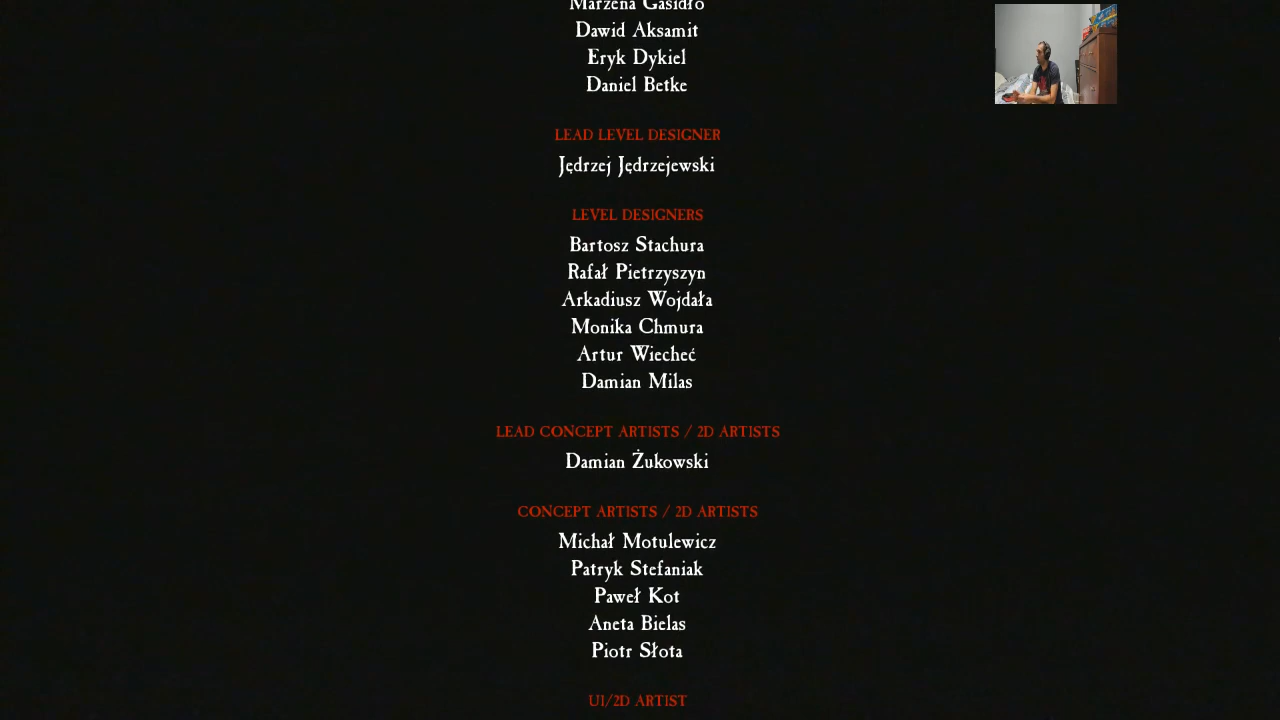 Marzena Gasidło
Dawid Aksamit
Eryk Dykiel
Daniel Betke
LEAD LEVEL DESIGNER
Jędrzej Jędrzejewski
LEVEL DESIGNERS
Bartosz Stachura
Rafał Pietrzyszyn
Arkadiusz Wojdała
Monika Chmura
Artur Wiecheć
Damian Milas
LEAD CONCEPT ARTISTS / 2D ARTISTS
Damian Żukowski
CONCEPT ARTISTS / 2D ARTISTS
Michał Motulewicz
Patryk Stefaniak
Paweł Kot
Aneta Bielas
Piotr Słota
UI/2D ARTIST